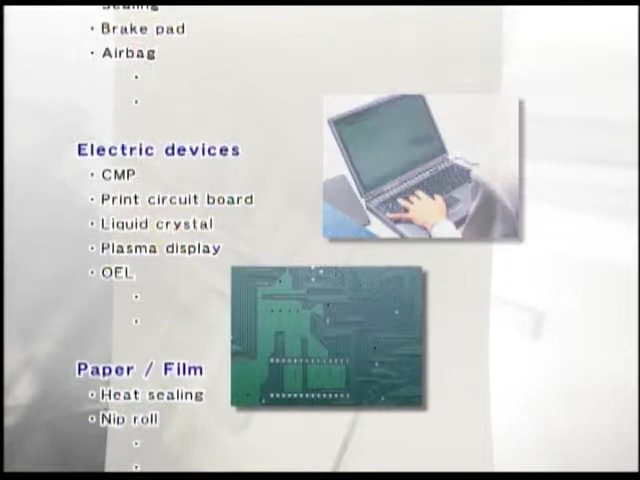 Sealing
・Brake pad
・Airbag
・
・
Electric devices
・CMP
・Print circuit board
・Liquid crystal
・Plasma display
・OEL
・
・
Paper / Film
・Heat sealing
・Nip roll
・
・